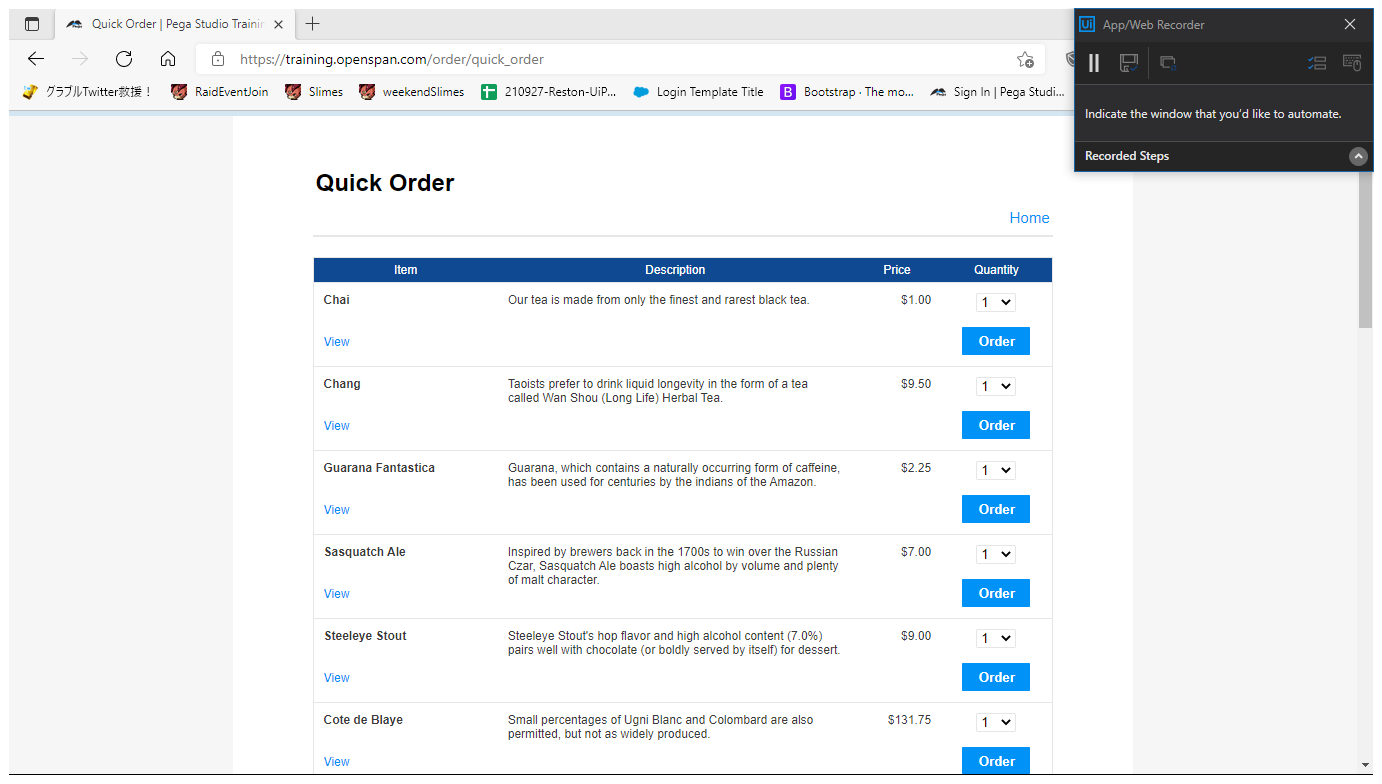 Quick Order | Pega Studio Trainin
App/Web Recorder
https://training.openspan.com/order/quick_order
グラブルTwitter救援！
RaidEventJoin
Slimes
weekendSlimes
210927-Reston-UiP...
Login Template Title
B
Bootstrap · The mo...
Sign In | Pega Studi...
Ui
Indicate the window that you'd like to automate.
Recorded Steps
Quick Order
Home
Item Description Price Quantity
Chai Our tea is made from only the finest and rarest black tea. $1.00 1
View Order
Chang Taoists prefer to drink liquid longevity in the form of a tea $9.50 1
called Wan Shou (Long Life) Herbal Tea.
View Order
Guarana Fantastica Guarana, which contains a naturally occurring form of caffeine, $2.25 1
has been used for centuries by the indians of the Amazon.
View Order
Sasquatch Ale Inspired by brewers back in the 1700s to win over the Russian $7.00 1
Czar, Sasquatch Ale boasts high alcohol by volume and plenty
of malt character.
View Order
Steeleye Stout Steeleye Stout's hop flavor and high alcohol content (7.0%) $9.00 1
pairs well with chocolate (or boldly served by itself) for dessert.
View Order
Cote de Blaye Small percentages of Ugni Blanc and Colombard are also $131.75 1
permitted, but not as widely produced.
View Order